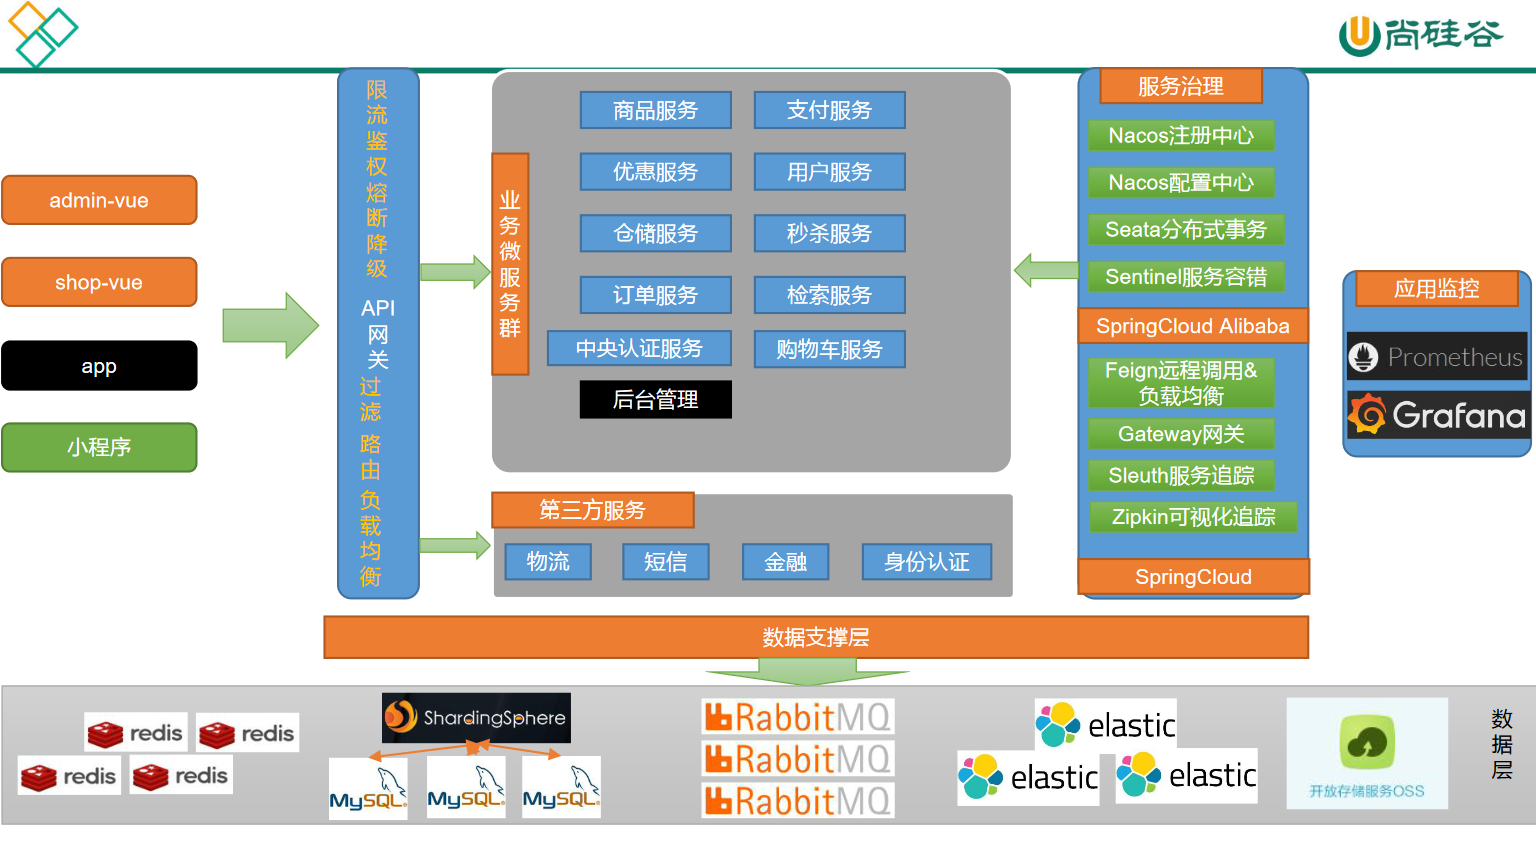 尚硅谷
admin-vue
shop-vue
app
小程序
限流鉴权熔断降级
API
网关
过滤
路由
负载均衡
业务微服务群
商品服务
支付服务
优惠服务
用户服务
仓储服务
秒杀服务
订单服务
检索服务
中央认证服务
购物车服务
后台管理
第三方服务
物流
短信
金融
身份认证
服务治理
Nacos注册中心
Nacos配置中心
Seata分布式事务
Sentinel服务容错
SpringCloud Alibaba
Feign远程调用&
负载均衡
Gateway网关
Sleuth服务追踪
Zipkin可视化追踪
SpringCloud
应用监控
Prometheus
Grafana
数据支撑层
redis
redis
redis
redis
ShardingSphere
MySQL
MySQL
MySQL
RabbitMQ
RabbitMQ
RabbitMQ
elastic
elastic
elastic
开放存储服务OSS
数据层